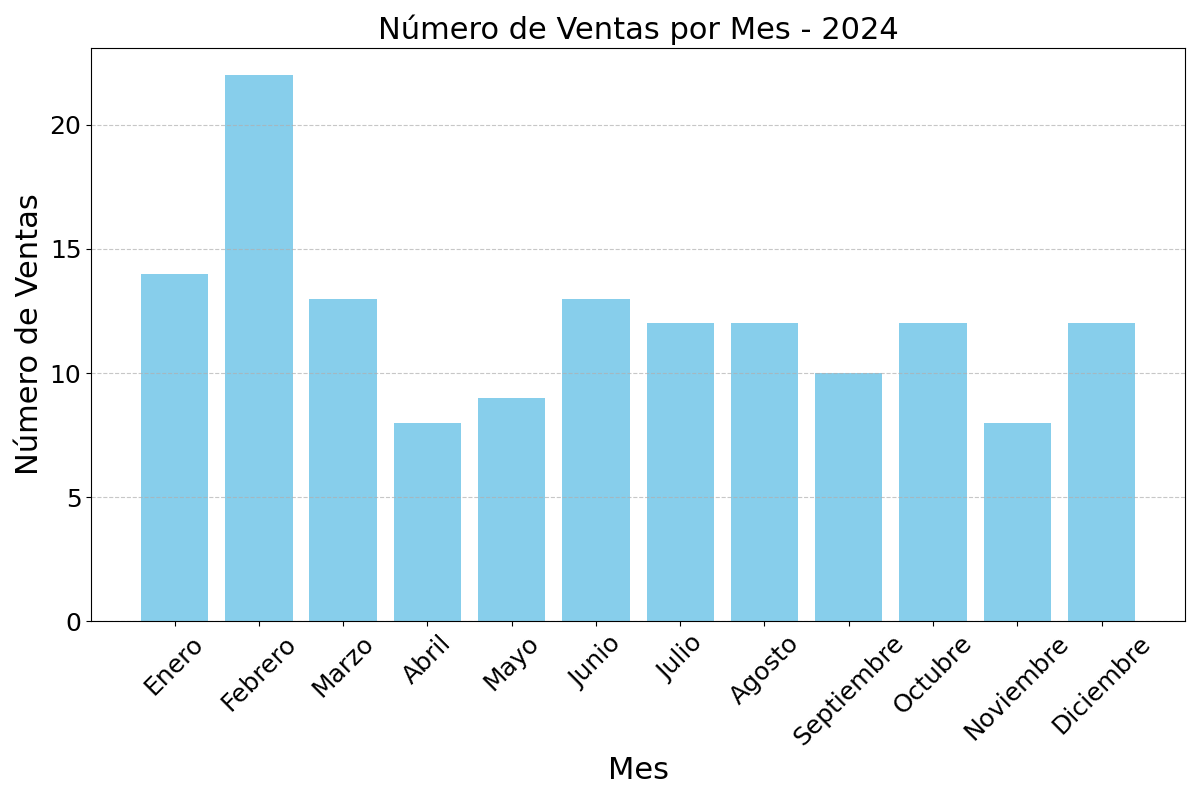 Número de Ventas por Mes - 2024
Número de Ventas
20
15
10
5
0
Enero
Febrero
Marzo
Abril
Mayo
Junio
Julio
Agosto
Septiembre
Octubre
Noviembre
Diciembre
Mes